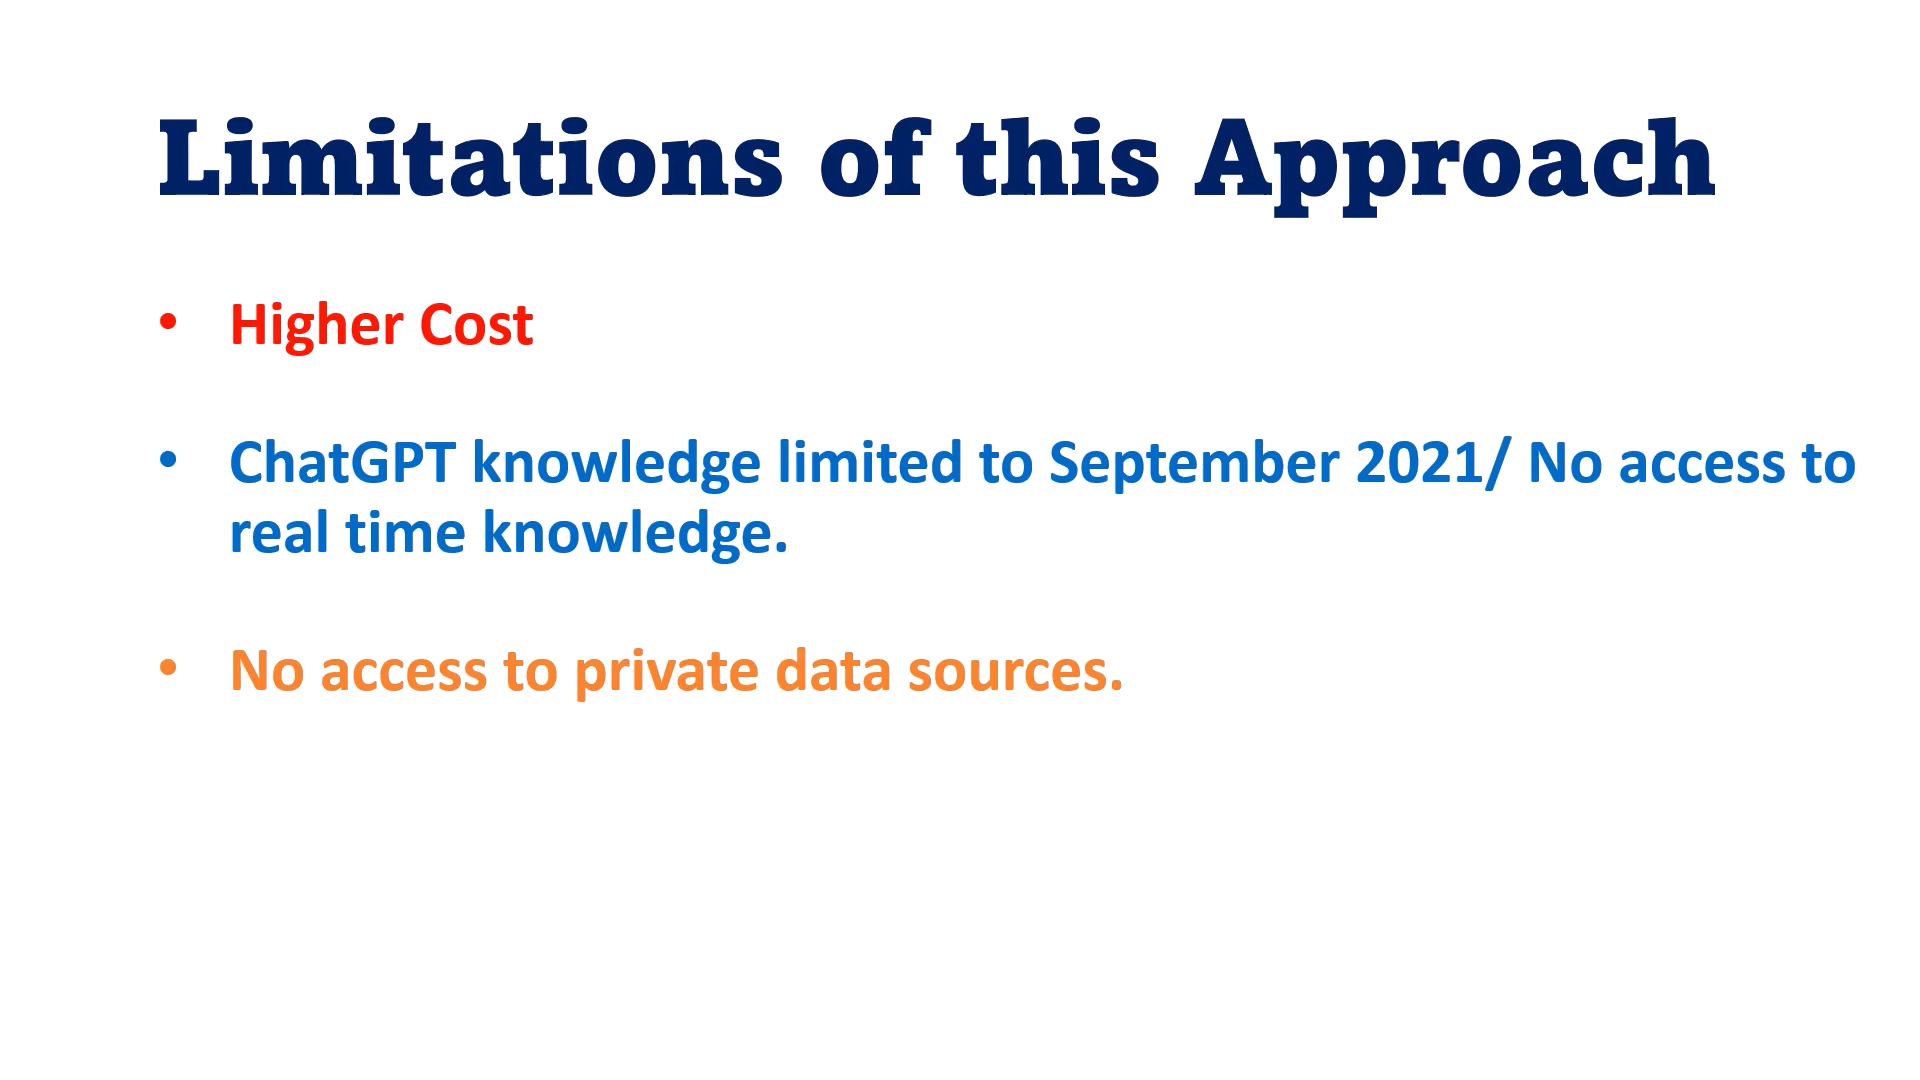 Limitations of this Approach
• Higher Cost
• ChatGPT knowledge limited to September 2021/ No access to
real time knowledge.
• No access to private data sources.